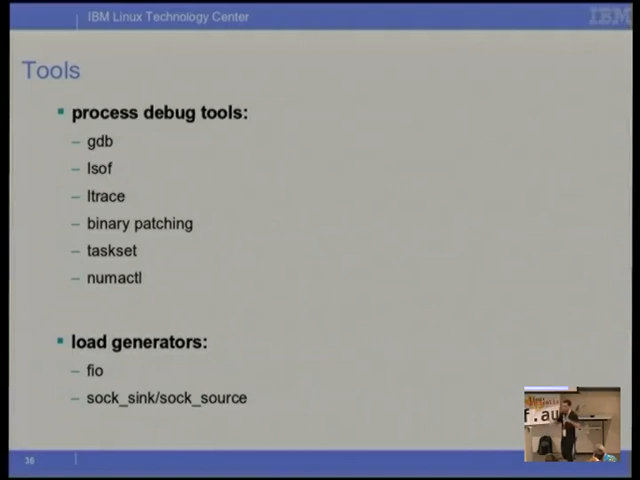 IBM Linux Technology Center
IBM
Tools
process debug tools:
– gdb
– lsof
– ltrace
– binary patching
– taskset
– numactl
load generators:
– fio
– sock_sink/sock_source
f.au
36